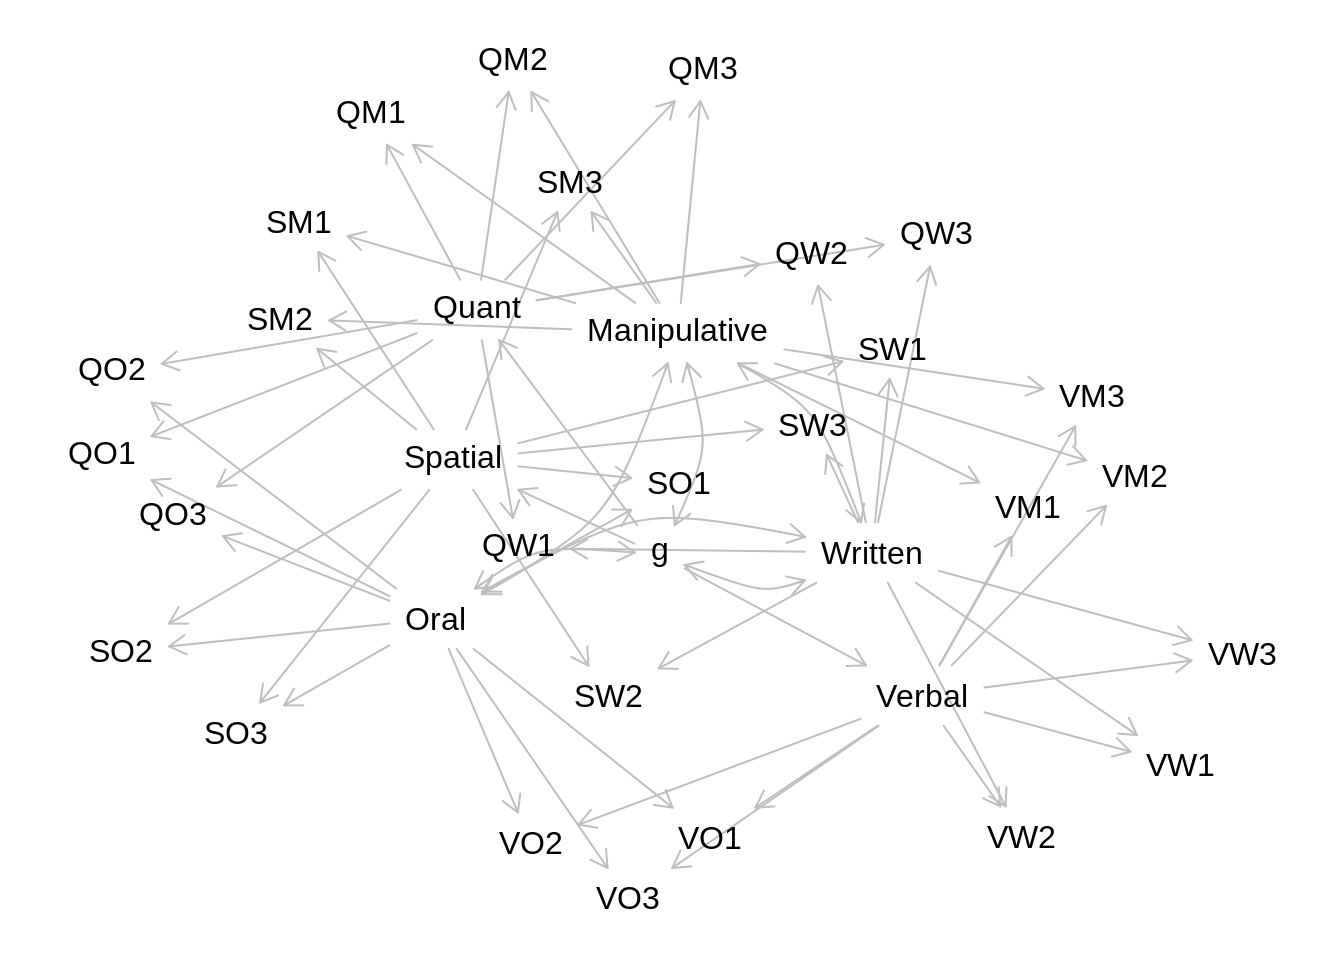 QM2
QM3
QM1
SM3
SM1
QW3
QW2
Quant
SM2
Manipulative
SW1
QO2
VM3
SW3
QO1
Spatial
VM2
SO1
VM1
QO3
QW1
g
Written
Oral
SO2
VW3
SW2
Verbal
SO3
VW1
VO2
VO1
VW2
VO3